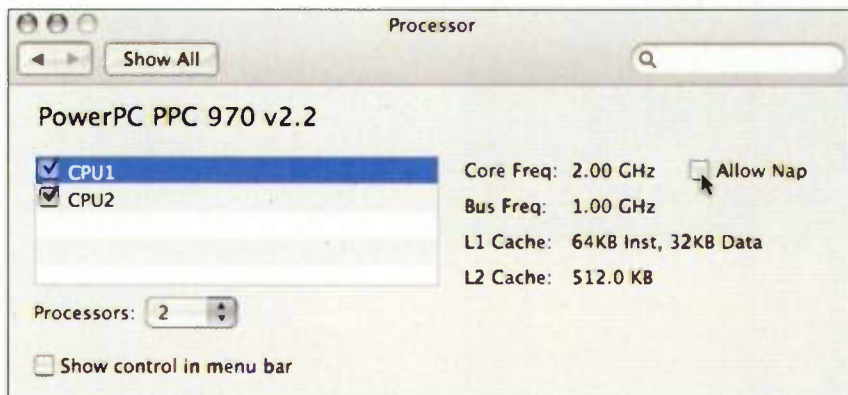 Processor
Show All
PowerPC PPC 970 v2.2
CPU1
CPU2
Core Freq: 2.00 GHz Allow Nap
Bus Freq: 1.00 GHz
L1 Cache: 64KB Inst, 32KB Data
L2 Cache: 512.0 KB
Processors: 2
Show control in menu bar